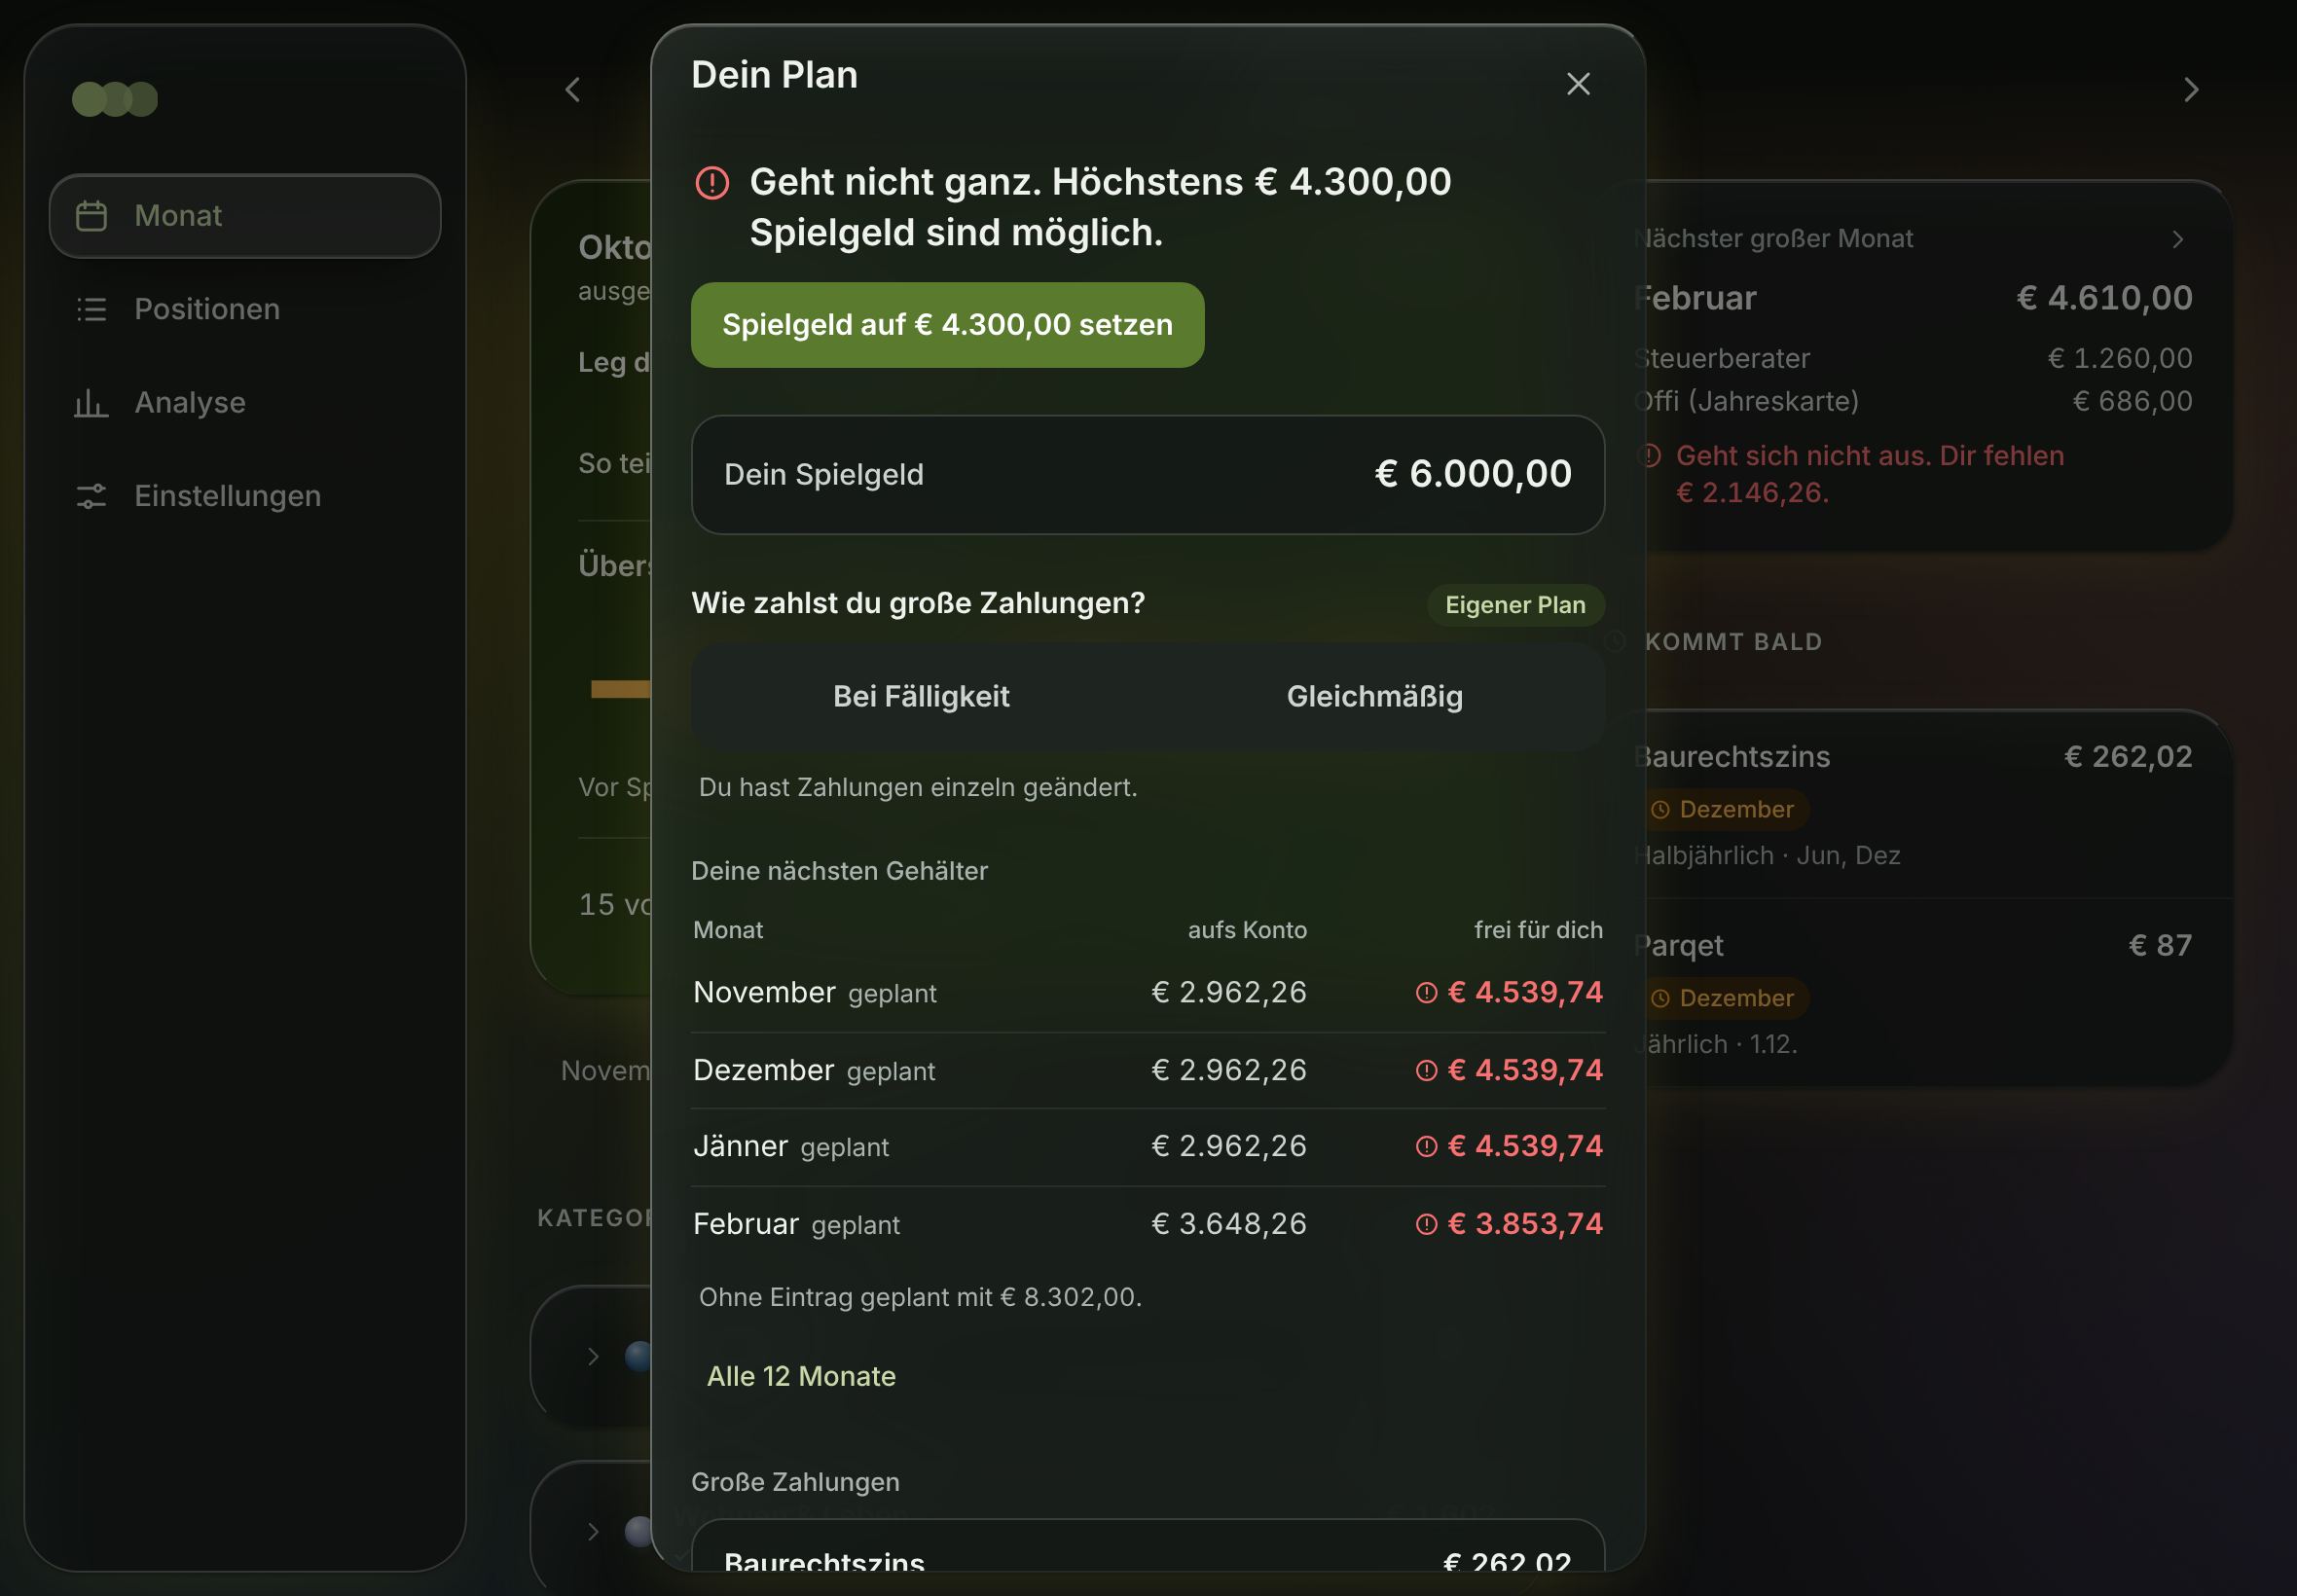 Monat
Positionen
Analyse
Einstellungen
Dein Plan
Geht nicht ganz. Höchstens € 4.300,00
Spielgeld sind möglich.
Spielgeld auf € 4.300,00 setzen
Dein Spielgeld € 6.000,00
Wie zahlst du große Zahlungen? Eigener Plan
Bei Fälligkeit Gleichmäßig
Du hast Zahlungen einzeln geändert.
Deine nächsten Gehälter
Monat aufs Konto frei für dich
November geplant € 2.962,26 € 4.539,74
Dezember geplant € 2.962,26 € 4.539,74
Jänner geplant € 2.962,26 € 4.539,74
Februar geplant € 3.648,26 € 3.853,74
Ohne Eintrag geplant mit € 8.302,00.
Alle 12 Monate
Große Zahlungen
Baurechtszins € 262,02
Okto
ausge
Leg d
So tei
Übers
Vor Sp
15 vo
Novem
KATEGOR
Nächster großer Monat
Februar € 4.610,00
Steuerberater € 1.260,00
Öffi (Jahreskarte) € 686,00
Geht sich nicht aus. Dir fehlen
€ 2.146,26.
KOMMT BALD
Baurechtszins € 262,02
Dezember
Halbjährlich · Jun, Dez
Parqet € 87
Dezember
Jährlich · 1.12.